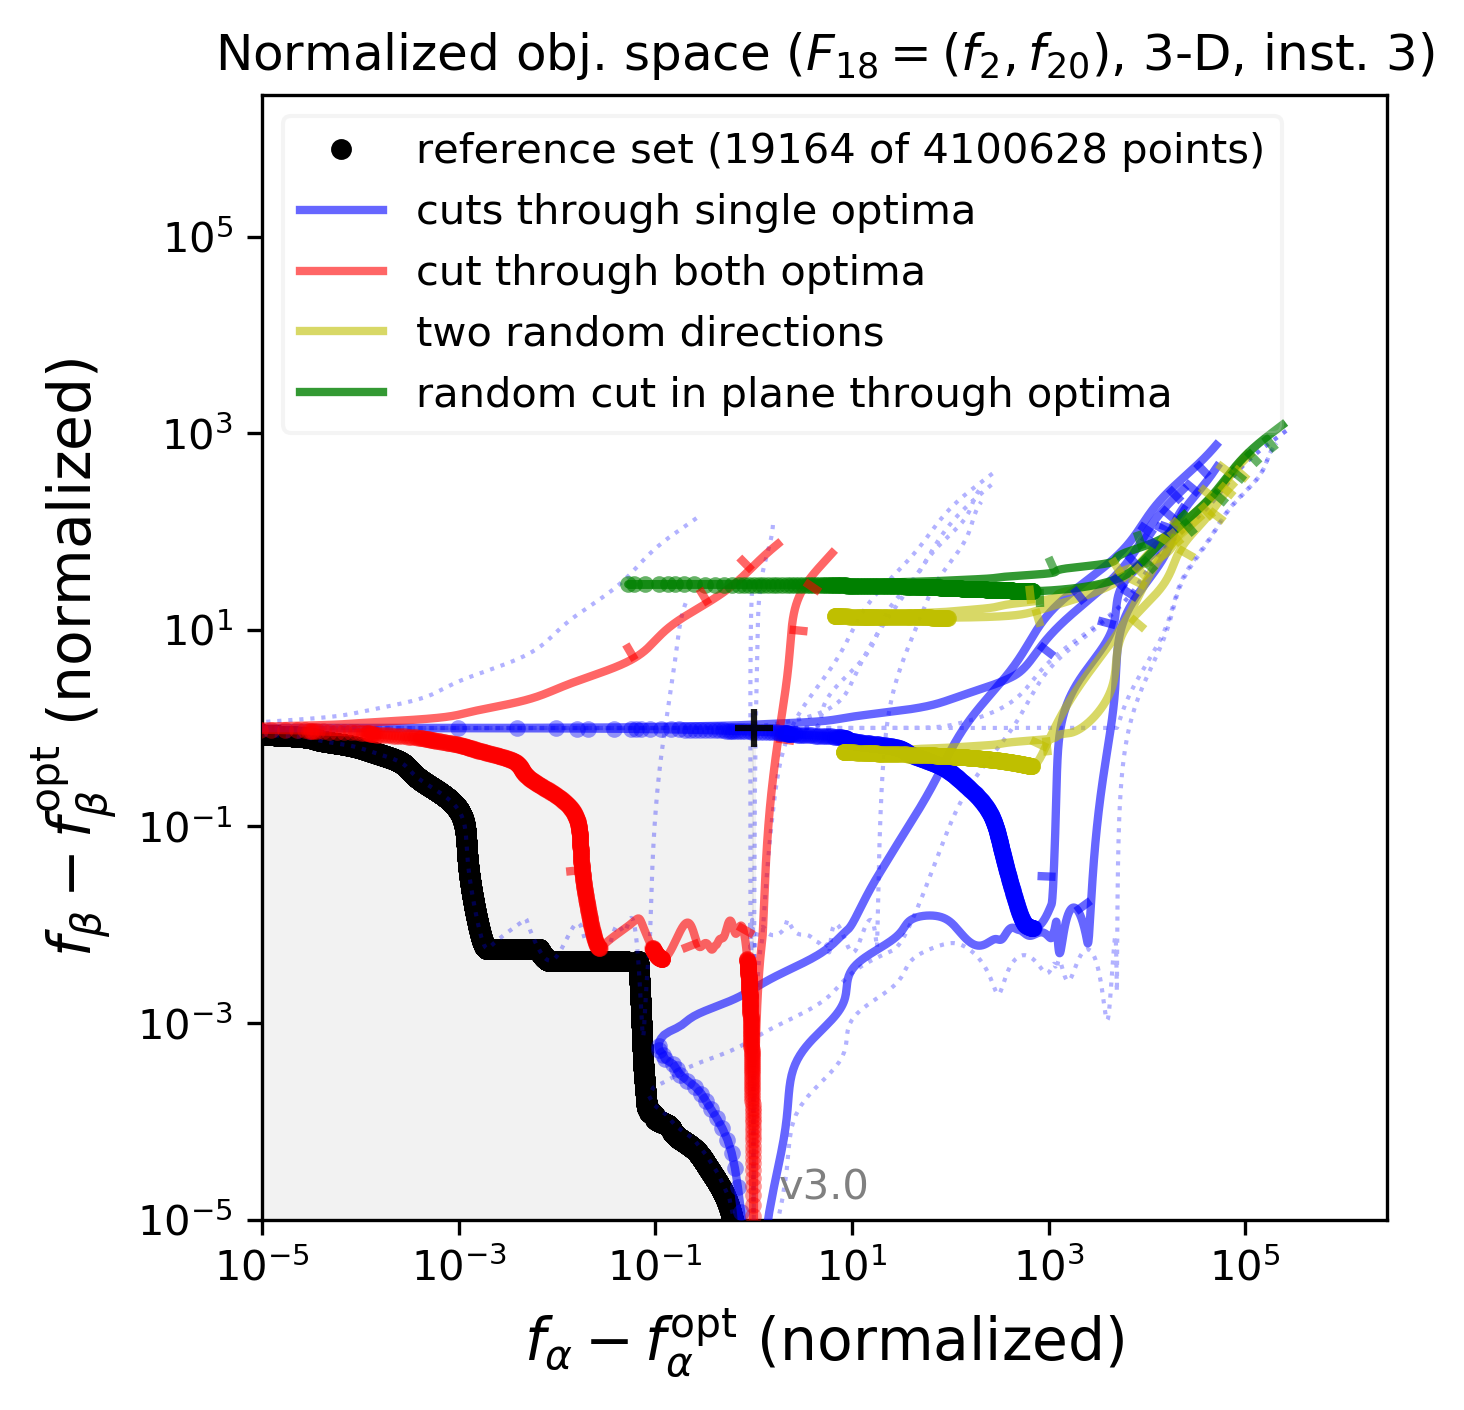 Normalized obj. space (F₁₈ = (f₂, f₂₀), 3-D, inst. 3)
reference set (19164 of 4100628 points)
cuts through single optima
cut through both optima
two random directions
random cut in plane through optima
10⁵
10³
10¹
10⁻¹
10⁻³
10⁻⁵
f_β − f_β^opt (normalized)
v3.0
10⁻⁵ 10⁻³ 10⁻¹ 10¹ 10³ 10⁵
f_α − f_α^opt (normalized)